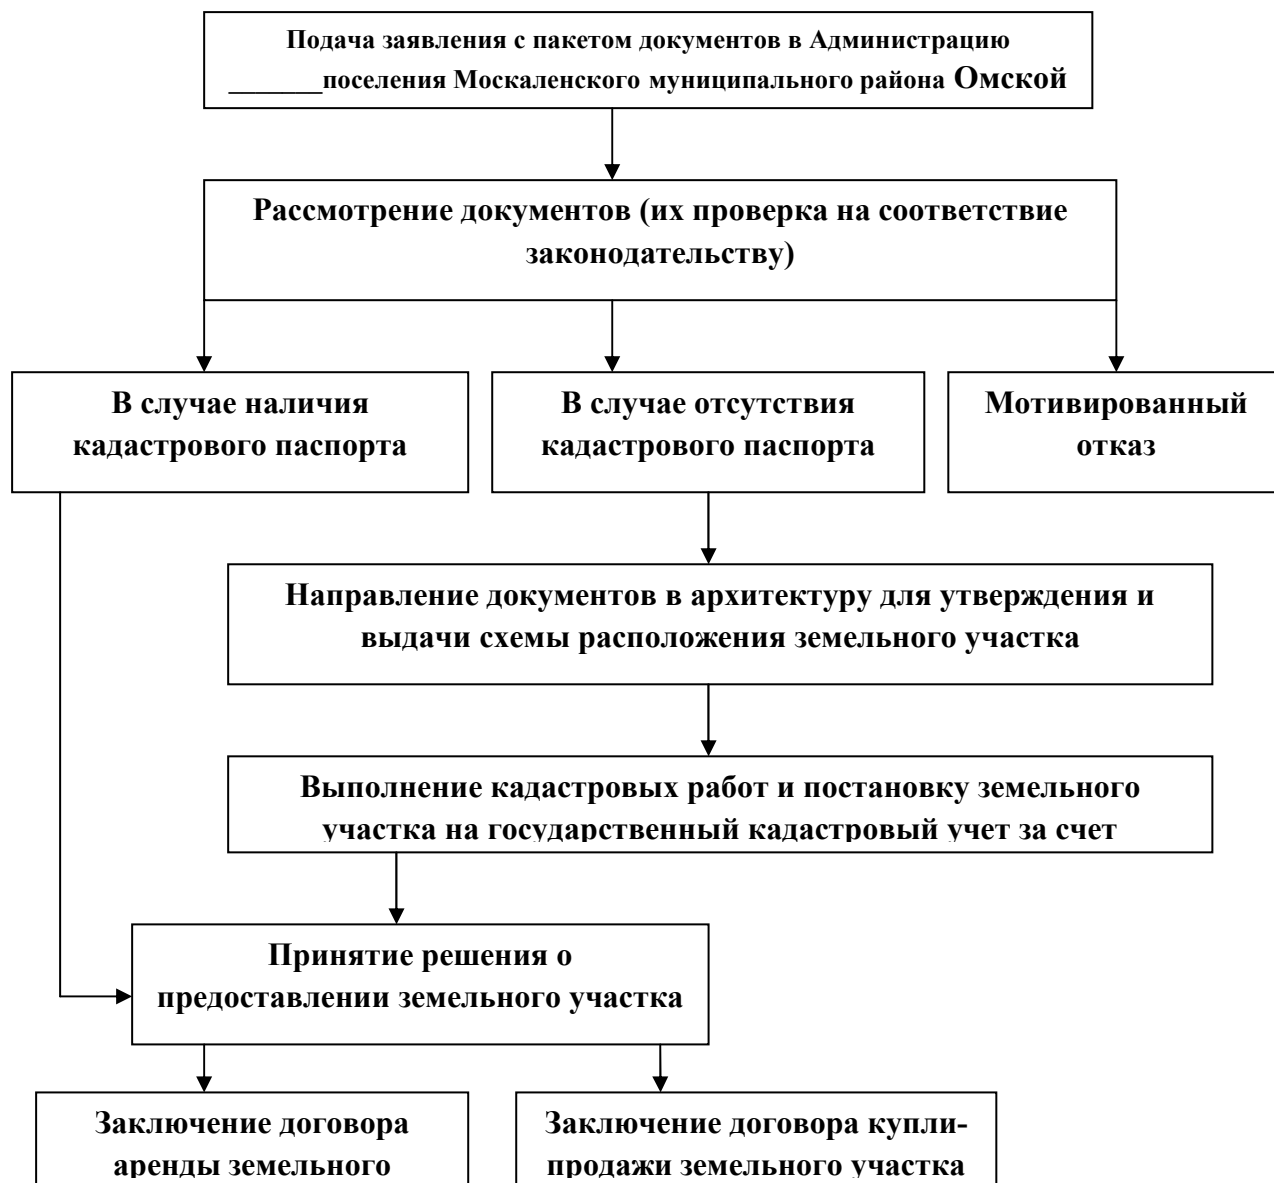 Подача заявления с пакетом документов в Администрацию
_______поселения Москаленского муниципального района Омской
Рассмотрение документов (их проверка на соответствие
законодательству)
В случае наличия
кадастрового паспорта
В случае отсутствия
кадастрового паспорта
Мотивированный
отказ
Направление документов в архитектуру для утверждения и
выдачи схемы расположения земельного участка
Выполнение кадастровых работ и постановку земельного
участка на государственный кадастровый учет за счет
Принятие решения о
предоставлении земельного участка
Заключение договора
аренды земельного
Заключение договора купли-
продажи земельного участка